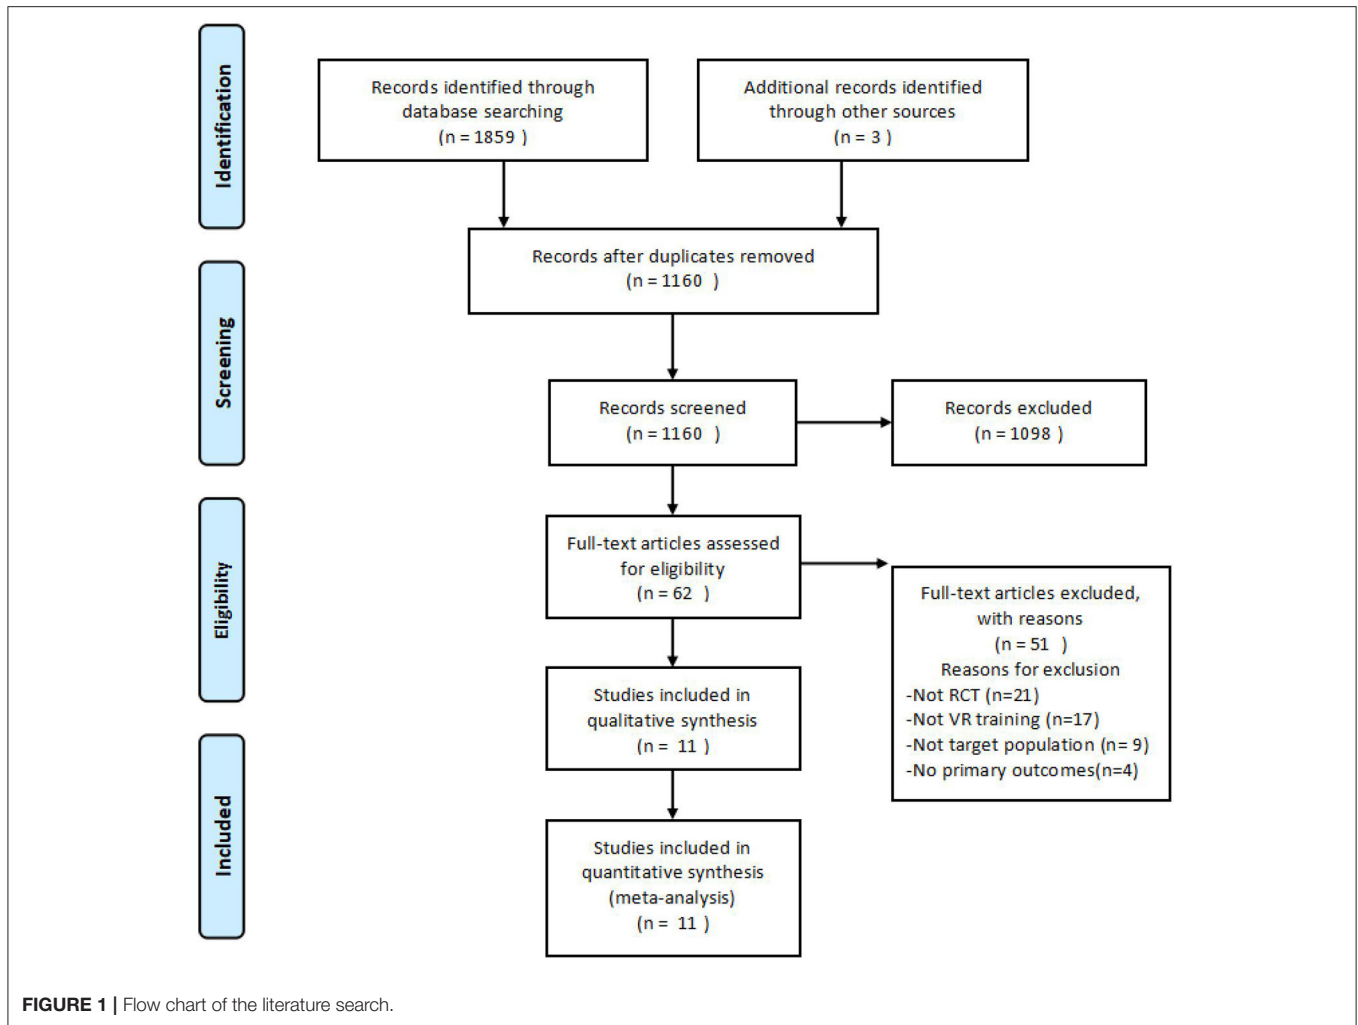 Identification
Records identified through
database searching
(n = 1859 )
Additional records identified
through other sources
(n = 3 )
Records after duplicates removed
(n = 1160 )
Screening
Records screened
(n = 1160 )
Records excluded
(n = 1098 )
Eligibility
Full-text articles assessed
for eligibility
(n = 62 )
Full-text articles excluded,
with reasons
(n = 51 )
Reasons for exclusion
-Not RCT (n=21)
-Not VR training (n=17)
-Not target population (n= 9)
-No primary outcomes(n=4)
Studies included in
qualitative synthesis
(n = 11 )
Included
Studies included in
quantitative synthesis
(meta-analysis)
(n = 11 )
FIGURE 1 | Flow chart of the literature search.